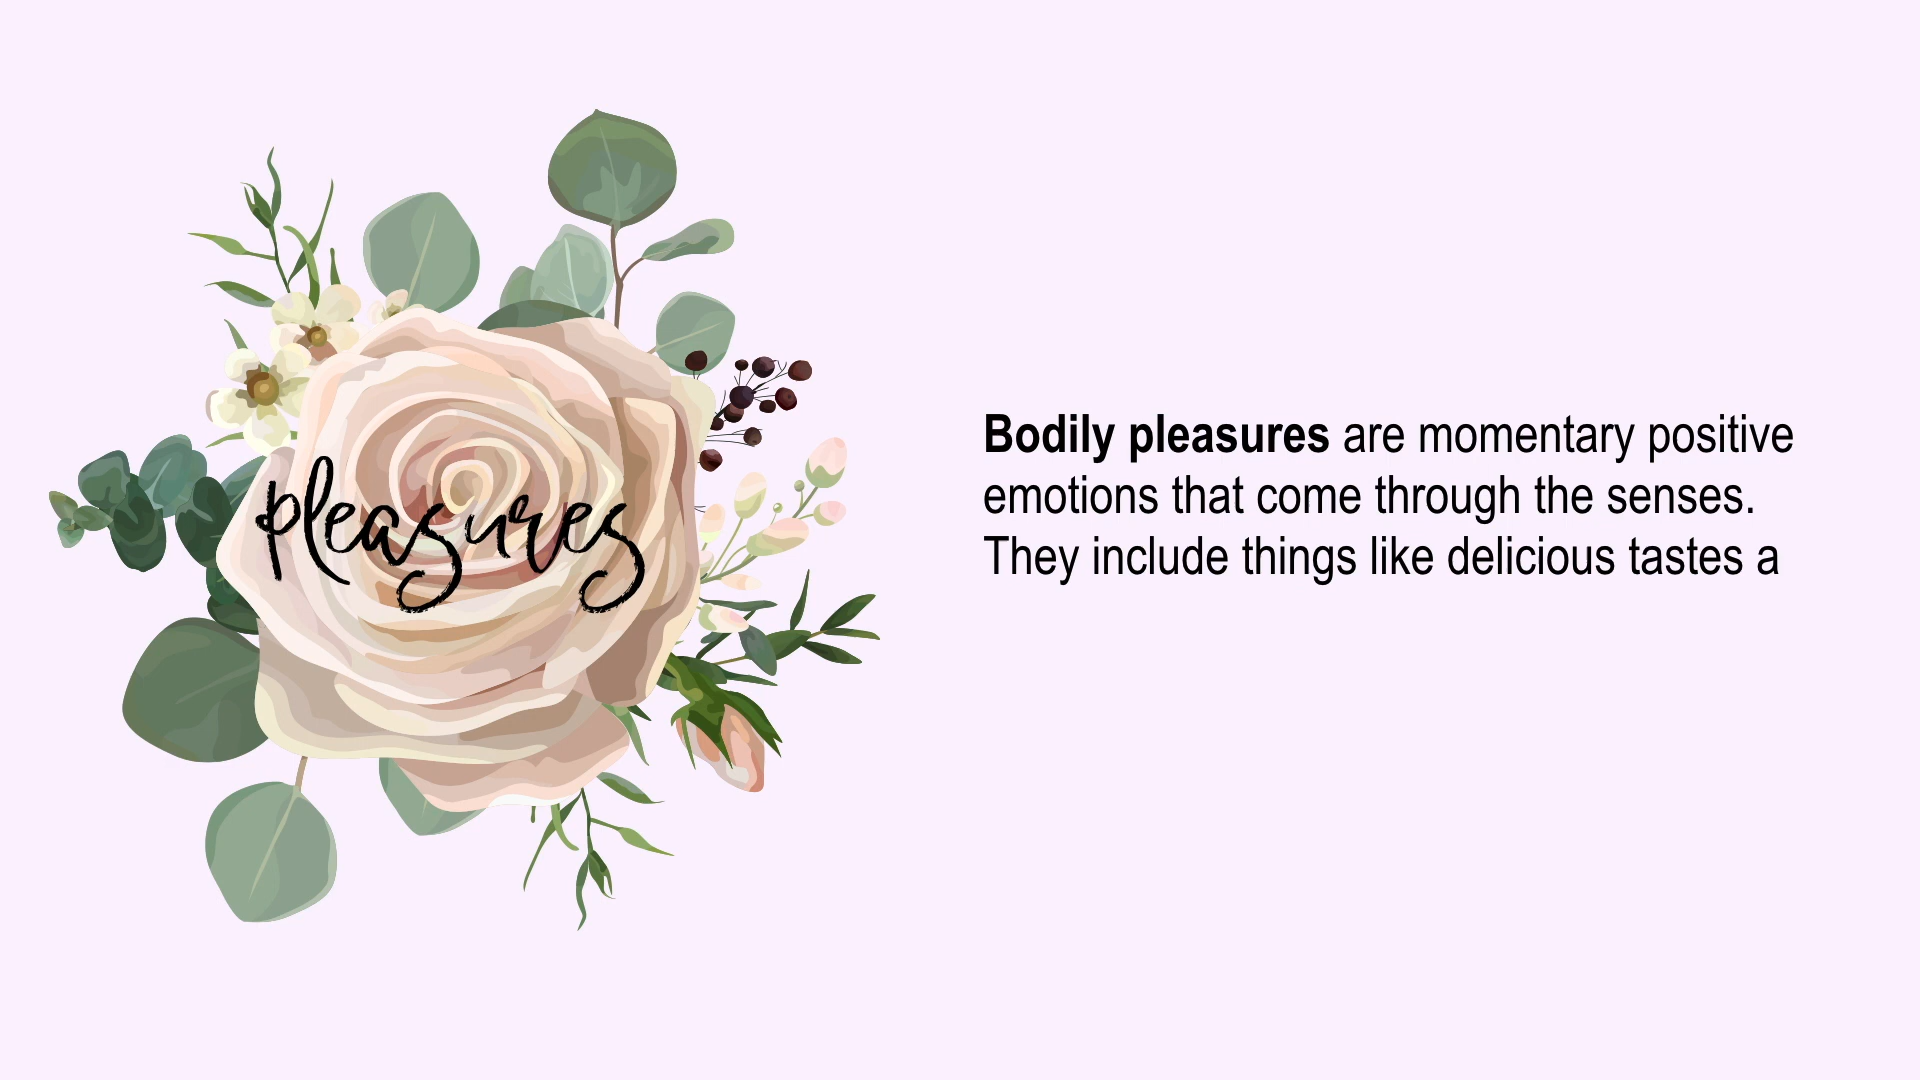 pleasures
Bodily pleasures are momentary positive
emotions that come through the senses.
They include things like delicious tastes a